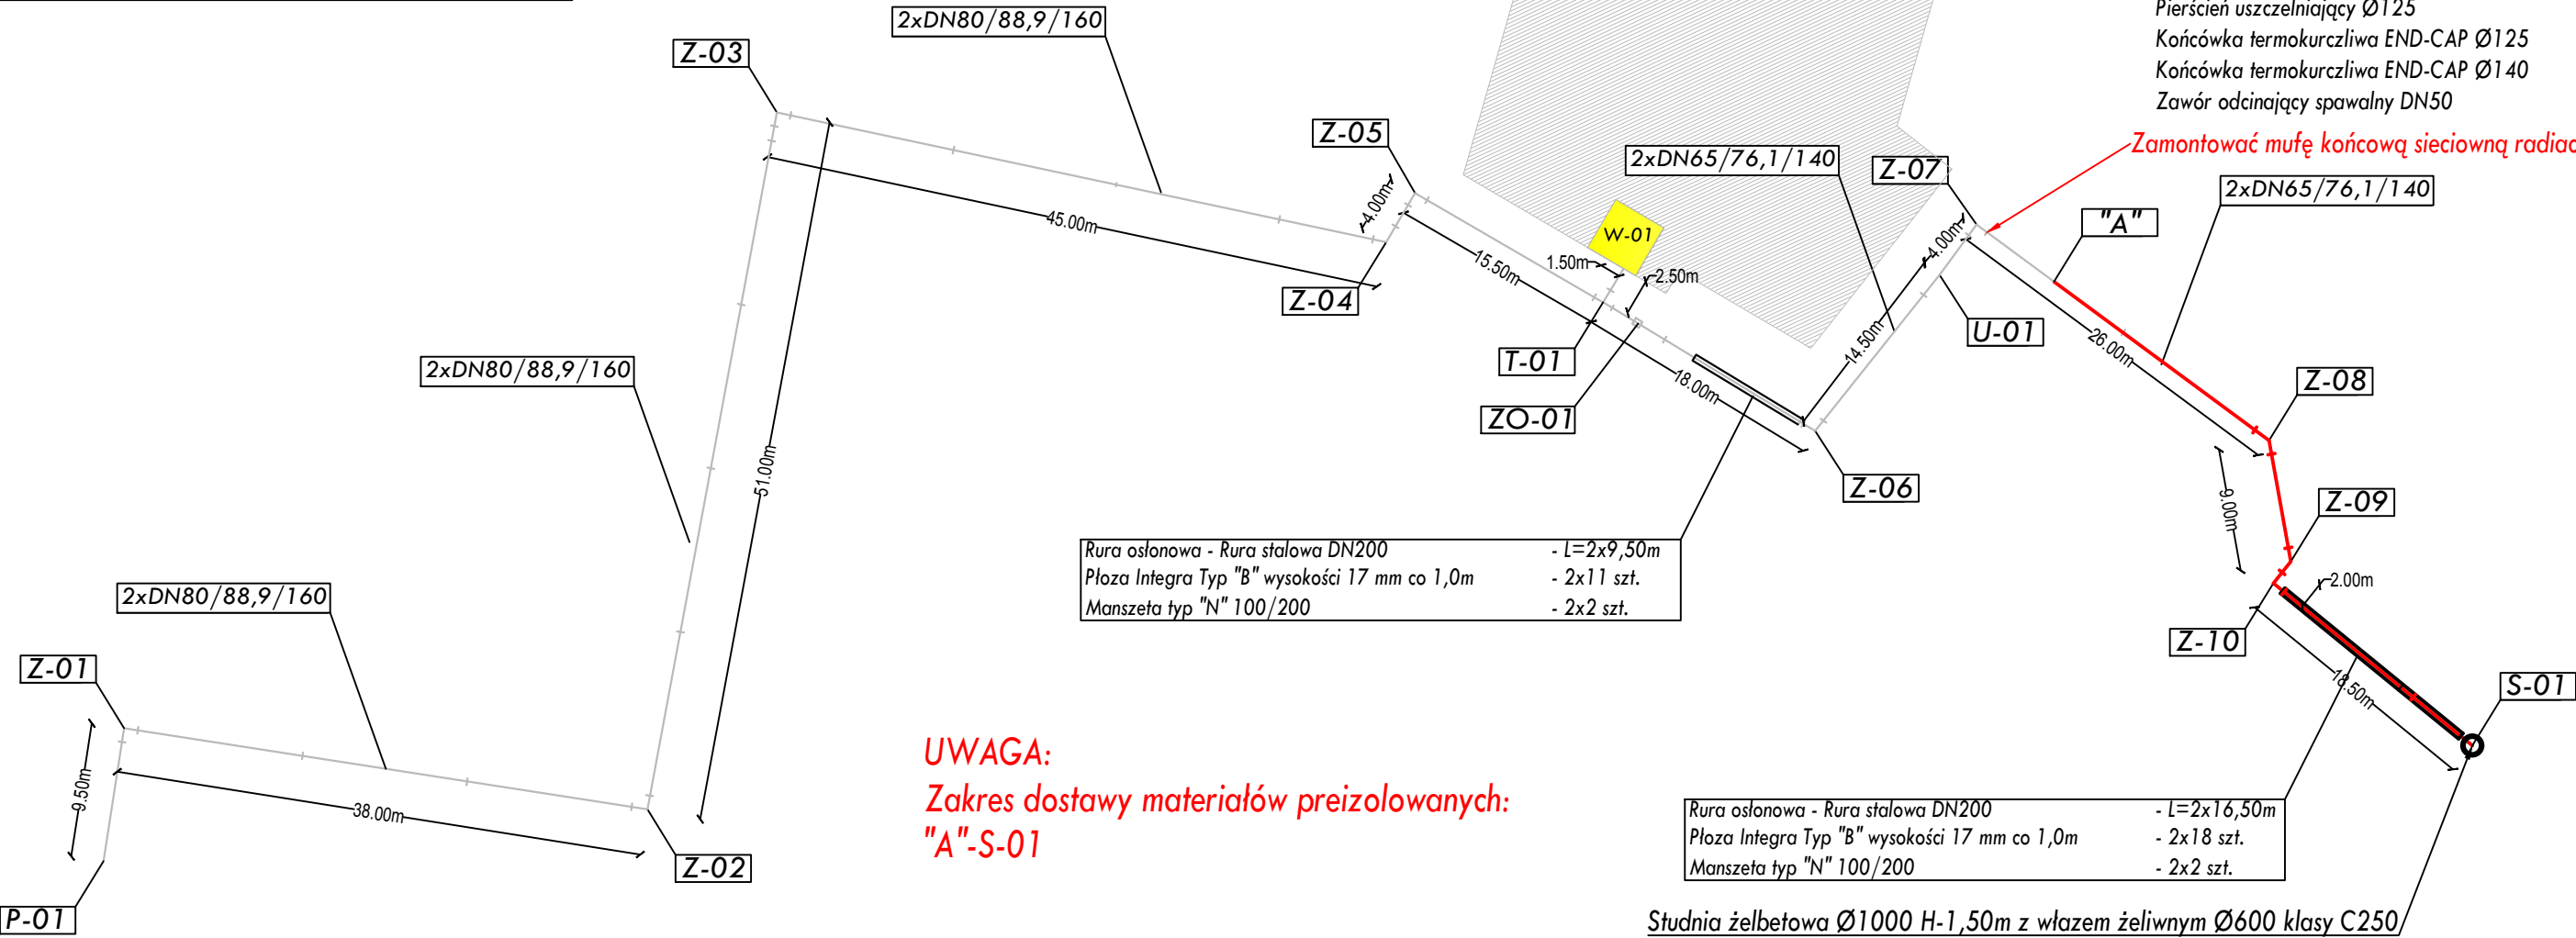 Pierścień uszczelniający Ø125
Końcówka termokurczliwa END-CAP Ø125
Końcówka termokurczliwa END-CAP Ø140
Zawór odcinający spawalny DN50
Zamontować mufę końcową sieciowną
2xDN80/88,9/160
Z-03
Z-05
2xDN65/76,1/140
Z-07
2xDN65/76,1/140
"A"
4.00m
45.00m
W-01
1.50m
2.50m
15.50m
4.00m
Z-04
U-01
14.50m
26.00m
T-01
2xDN80/88,9/160
18.00m
Z-08
ZO-01
51.00m
Z-06
9.00m
Z-09
Rura osłonowa - Rura stalowa DN200 - L=2x9,50m
Płoza Integra Typ "B" wysokości 17 mm co 1,0m - 2x11 szt.
Manszeta typ "N" 100/200 - 2x2 szt.
2.00m
2xDN80/88,9/160
Z-10
Z-01
18.50m
S-01
9.50m
38.00m
UWAGA:
Zakres dostawy materiałów preizolowanych:
"A"-S-01
Z-02
P-01
Rura osłonowa - Rura stalowa DN200 - L=2x16,50m
Płoza Integra Typ "B" wysokości 17 mm co 1,0m - 2x18 szt.
Manszeta typ "N" 100/200 - 2x2 szt.
Studnia żelbetowa Ø1000 H-1,50m z włazem żeliwnym Ø600 klasy C250